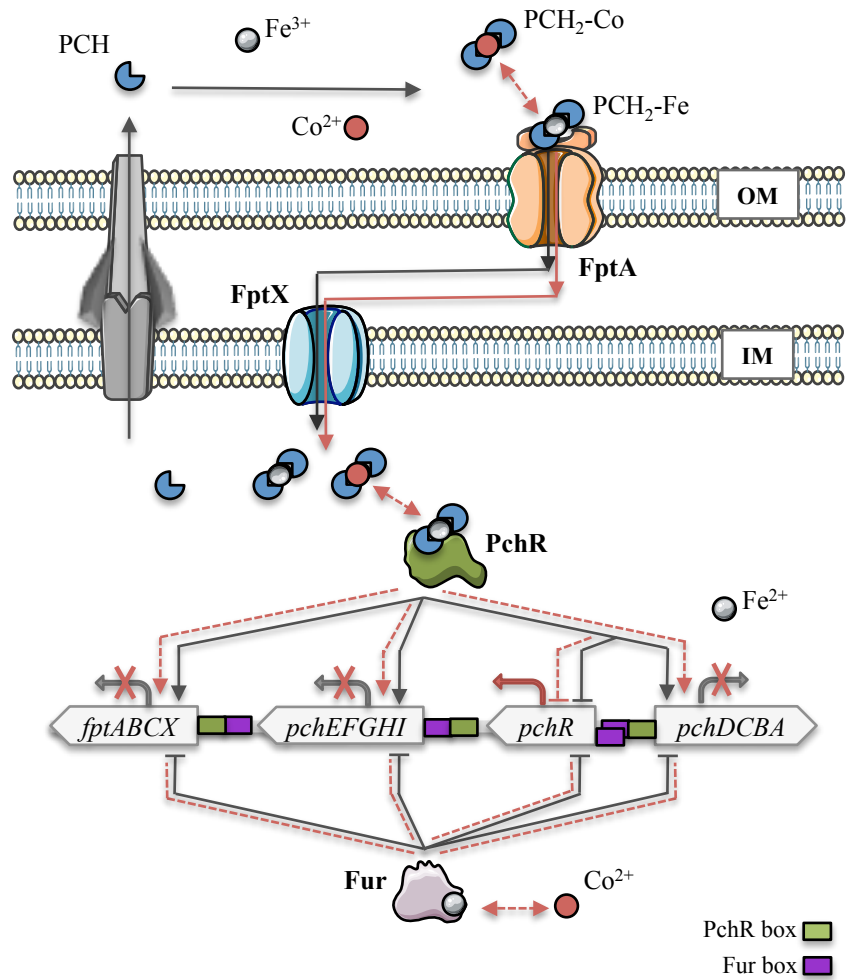 PCH
Fe³⁺
PCH₂-Co
Co²⁺
PCH₂-Fe
OM
FptA
FptX
IM
PchR
Fe²⁺
fptABCX
pchEFGHI
pchR
pchDCBA
Fur
Co²⁺
PchR box
Fur box